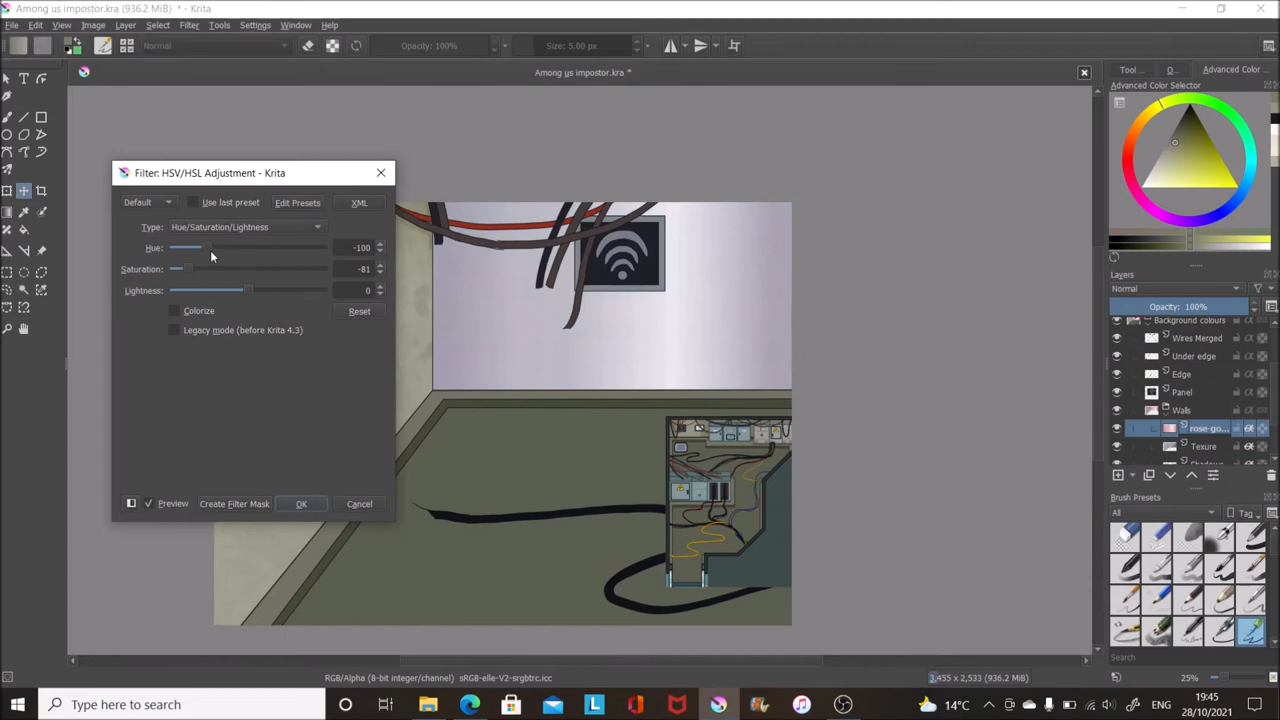 Among us impostor.kra (936.2 MiB) * - Krita
File Edit View Image Layer Select Filter Tools Settings Window Help
Normal Opacity: 100% Size: 5.00 px
Among us impostor.kra *
Tool ... O... Advanced Color ...
Advanced Color Selector
Filter: HSV/HSL Adjustment - Krita
Default Use last preset Edit Presets XML
Type: Hue/Saturation/Lightness
Hue: -100
Saturation: -81
Lightness: 0
Colorize Reset
Legacy mode (before Krita 4.3)
Preview Create Filter Mask OK Cancel
Layers
Normal
Opacity: 100%
Background colours
Wires Merged
Under edge
Edge
Panel
Walls
rose-go...
Texure
Brush Presets
All Tag
Search
RGB/Alpha (8-bit integer/channel) sRGB-elle-V2-srgbtrc.icc 3,455 x 2,533 (936.2 MiB) 25%
Type here to search
L
14°C ENG
19:45
28/10/2021